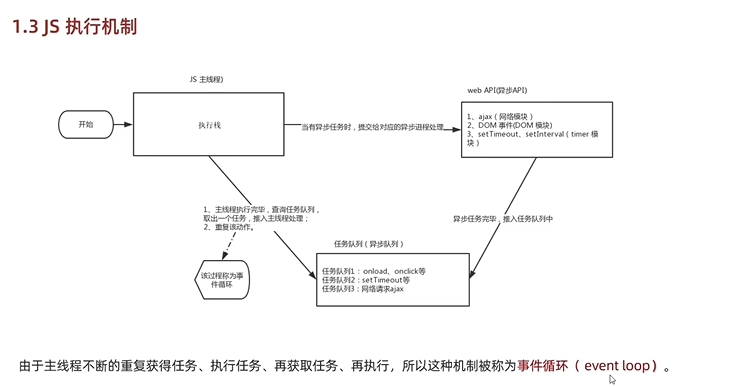 1.3 JS 执行机制
JS 主线程)
web API(异步API)
开始
执行栈
当有异步任务时，提交给对应的异步进程处理
1、ajax（网络模块）
2、DOM 事件(DOM 模块)
3、setTimeout、setInterval（timer 模
块）
1、主线程执行完毕，查询任务队列，
取出一个任务，推入主线程处理；
2、重复该动作。
异步任务完毕，推入任务队列中
任务队列（异步队列）
该过程称为事
件循环
任务队列1：onload、onclick等
任务队列2：setTimeout等
任务队列3：网络请求ajax
由于主线程不断的重复获得任务、执行任务、再获取任务、再执行，所以这种机制被称为事件循环（ event loop）。